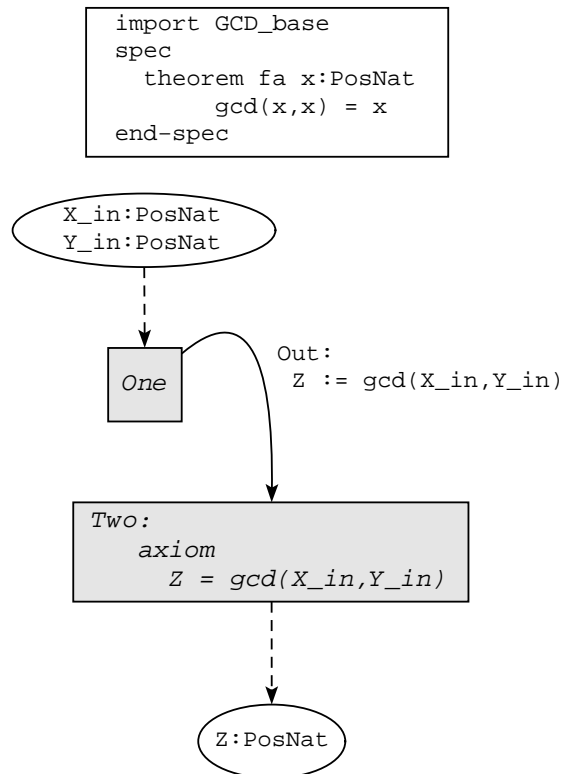 import GCD_base
spec
theorem fa x:PosNat
gcd(x,x) = x
end-spec
X_in:PosNat
Y_in:PosNat
One
Out:
Z := gcd(X_in,Y_in)
Two:
axiom
Z = gcd(X_in,Y_in)
Z:PosNat